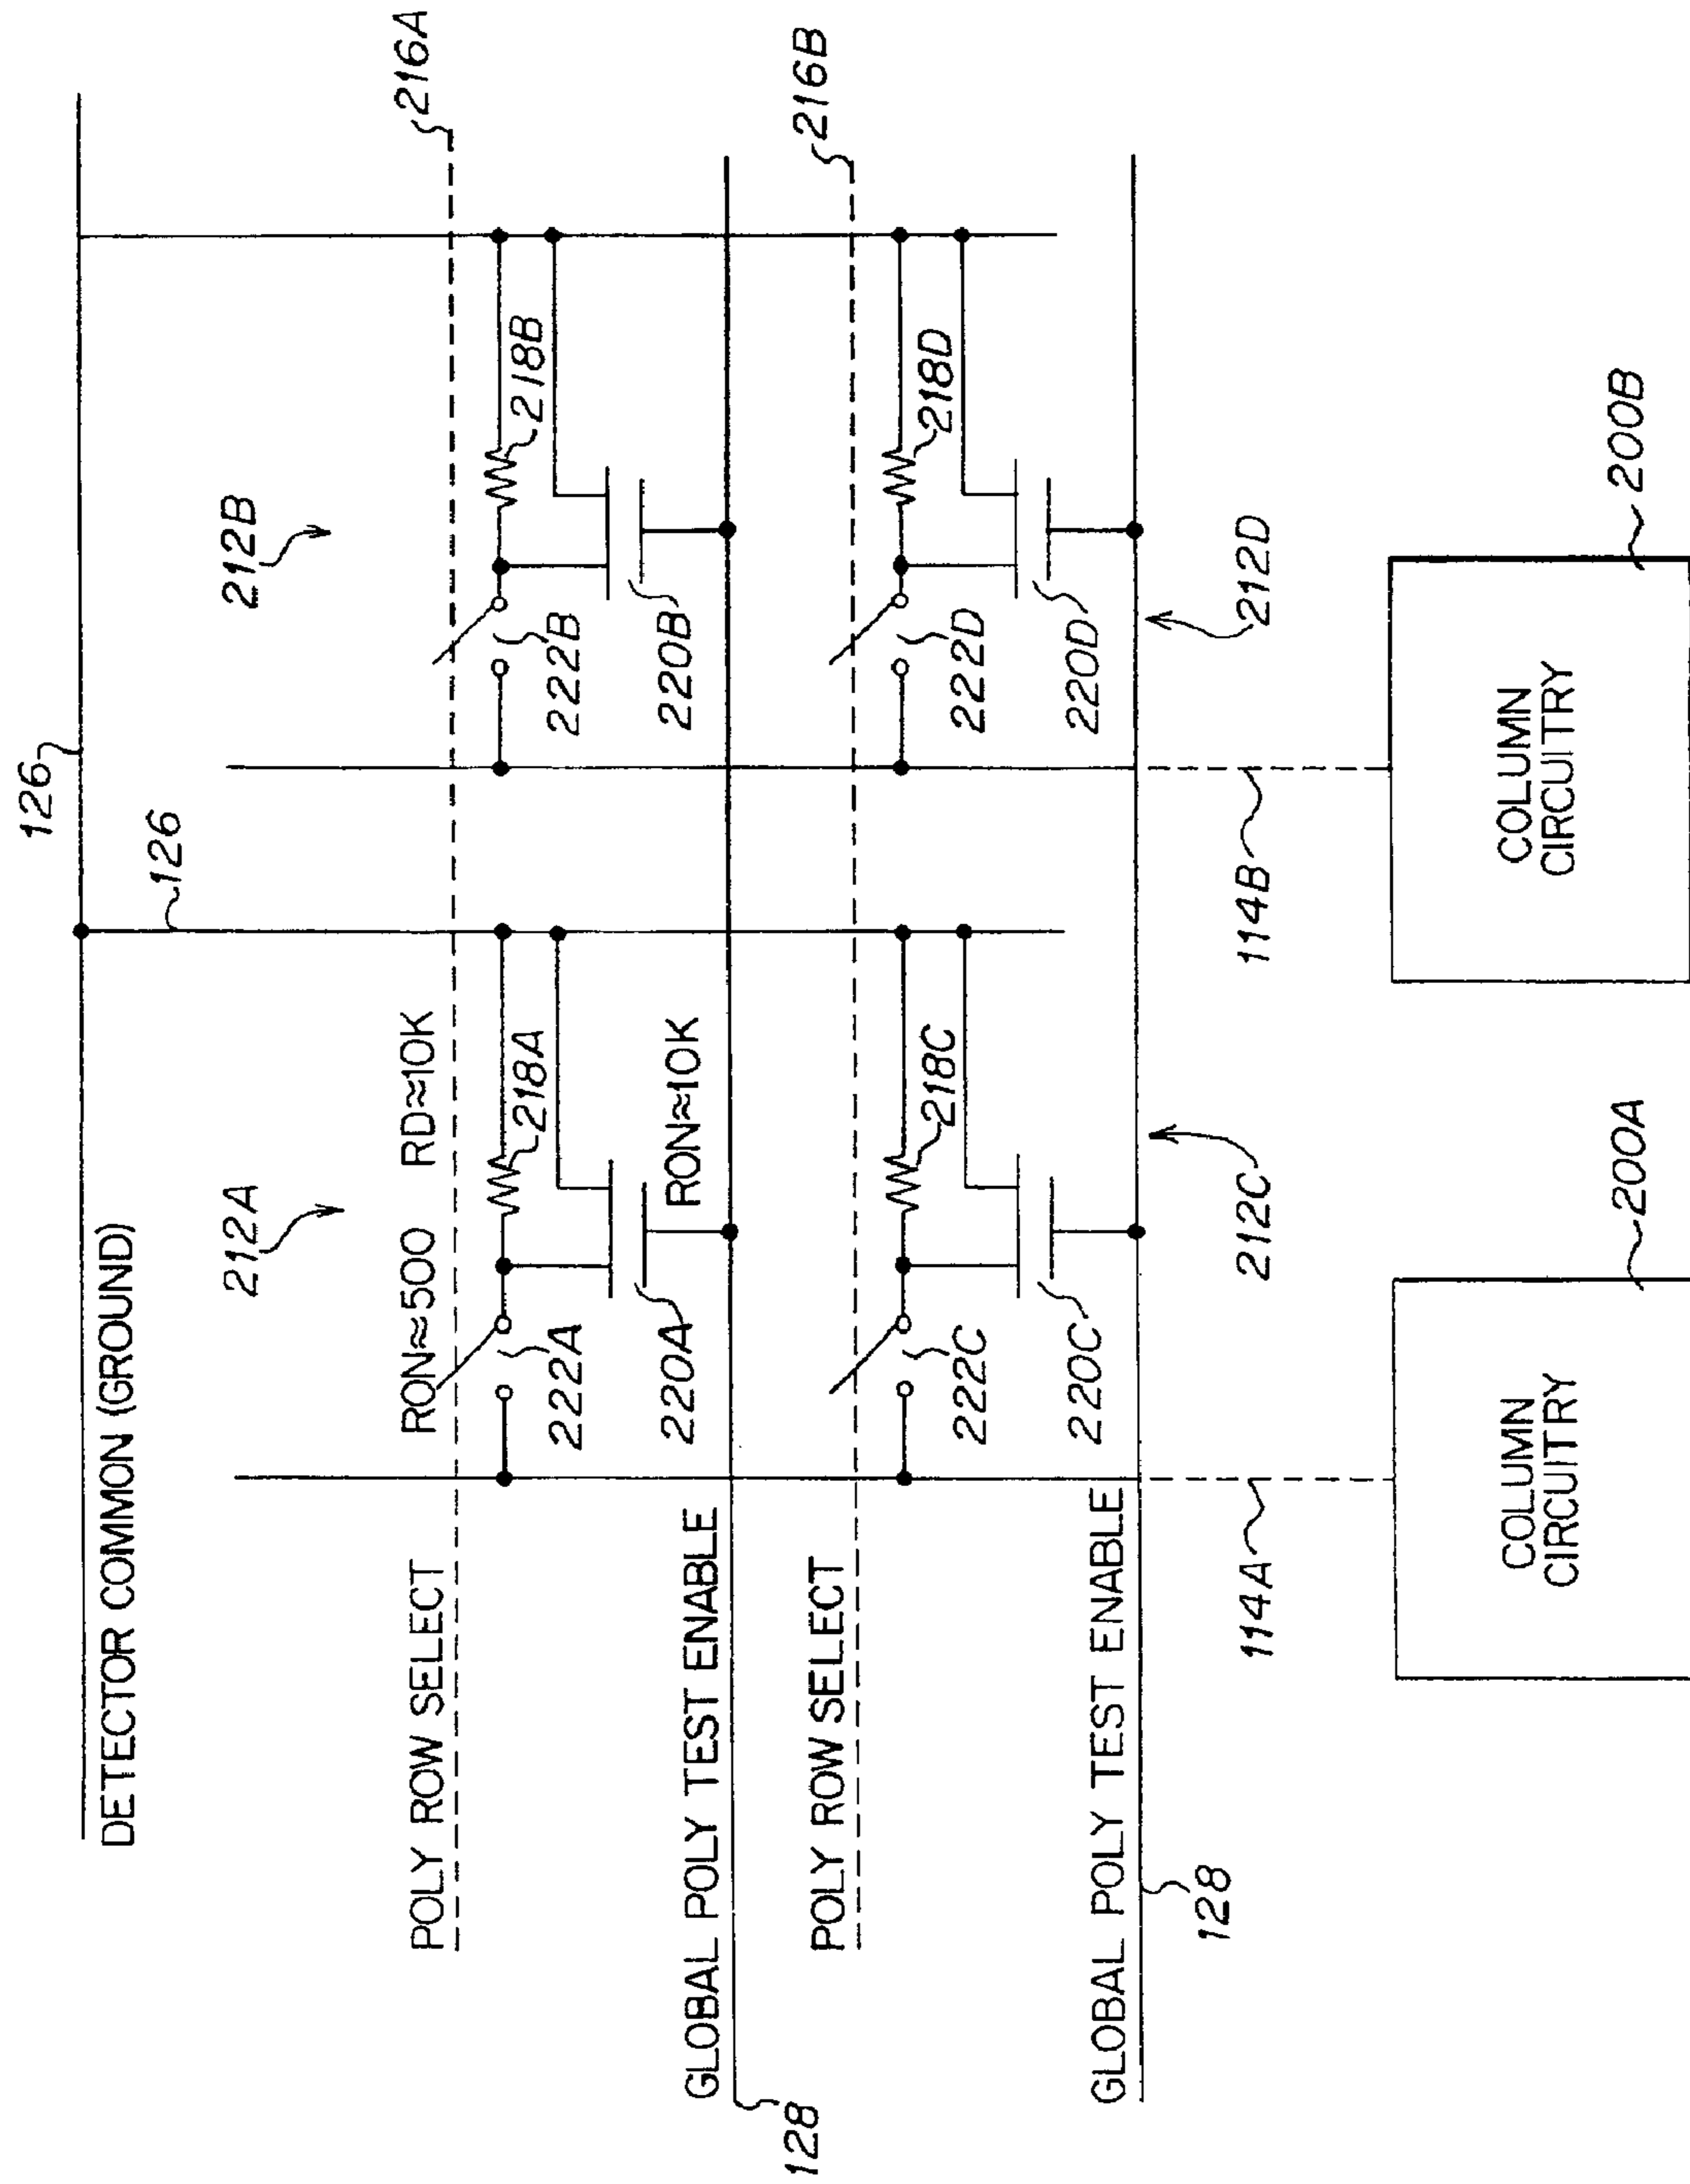 126
DETECTOR COMMON (GROUND)
126
212A
212B
216A
RON≈500 RD≈10K
POLY ROW SELECT
218A
218B
222A
222B
220A
RON≈10K
220B
GLOBAL POLY TEST ENABLE
128
216B
POLY ROW SELECT
218C
218D
222C
222D
220C
220D
GLOBAL POLY TEST ENABLE
128
114A
212C
114B
212D
COLUMN
CIRCUITRY
200A
COLUMN
CIRCUITRY
200B